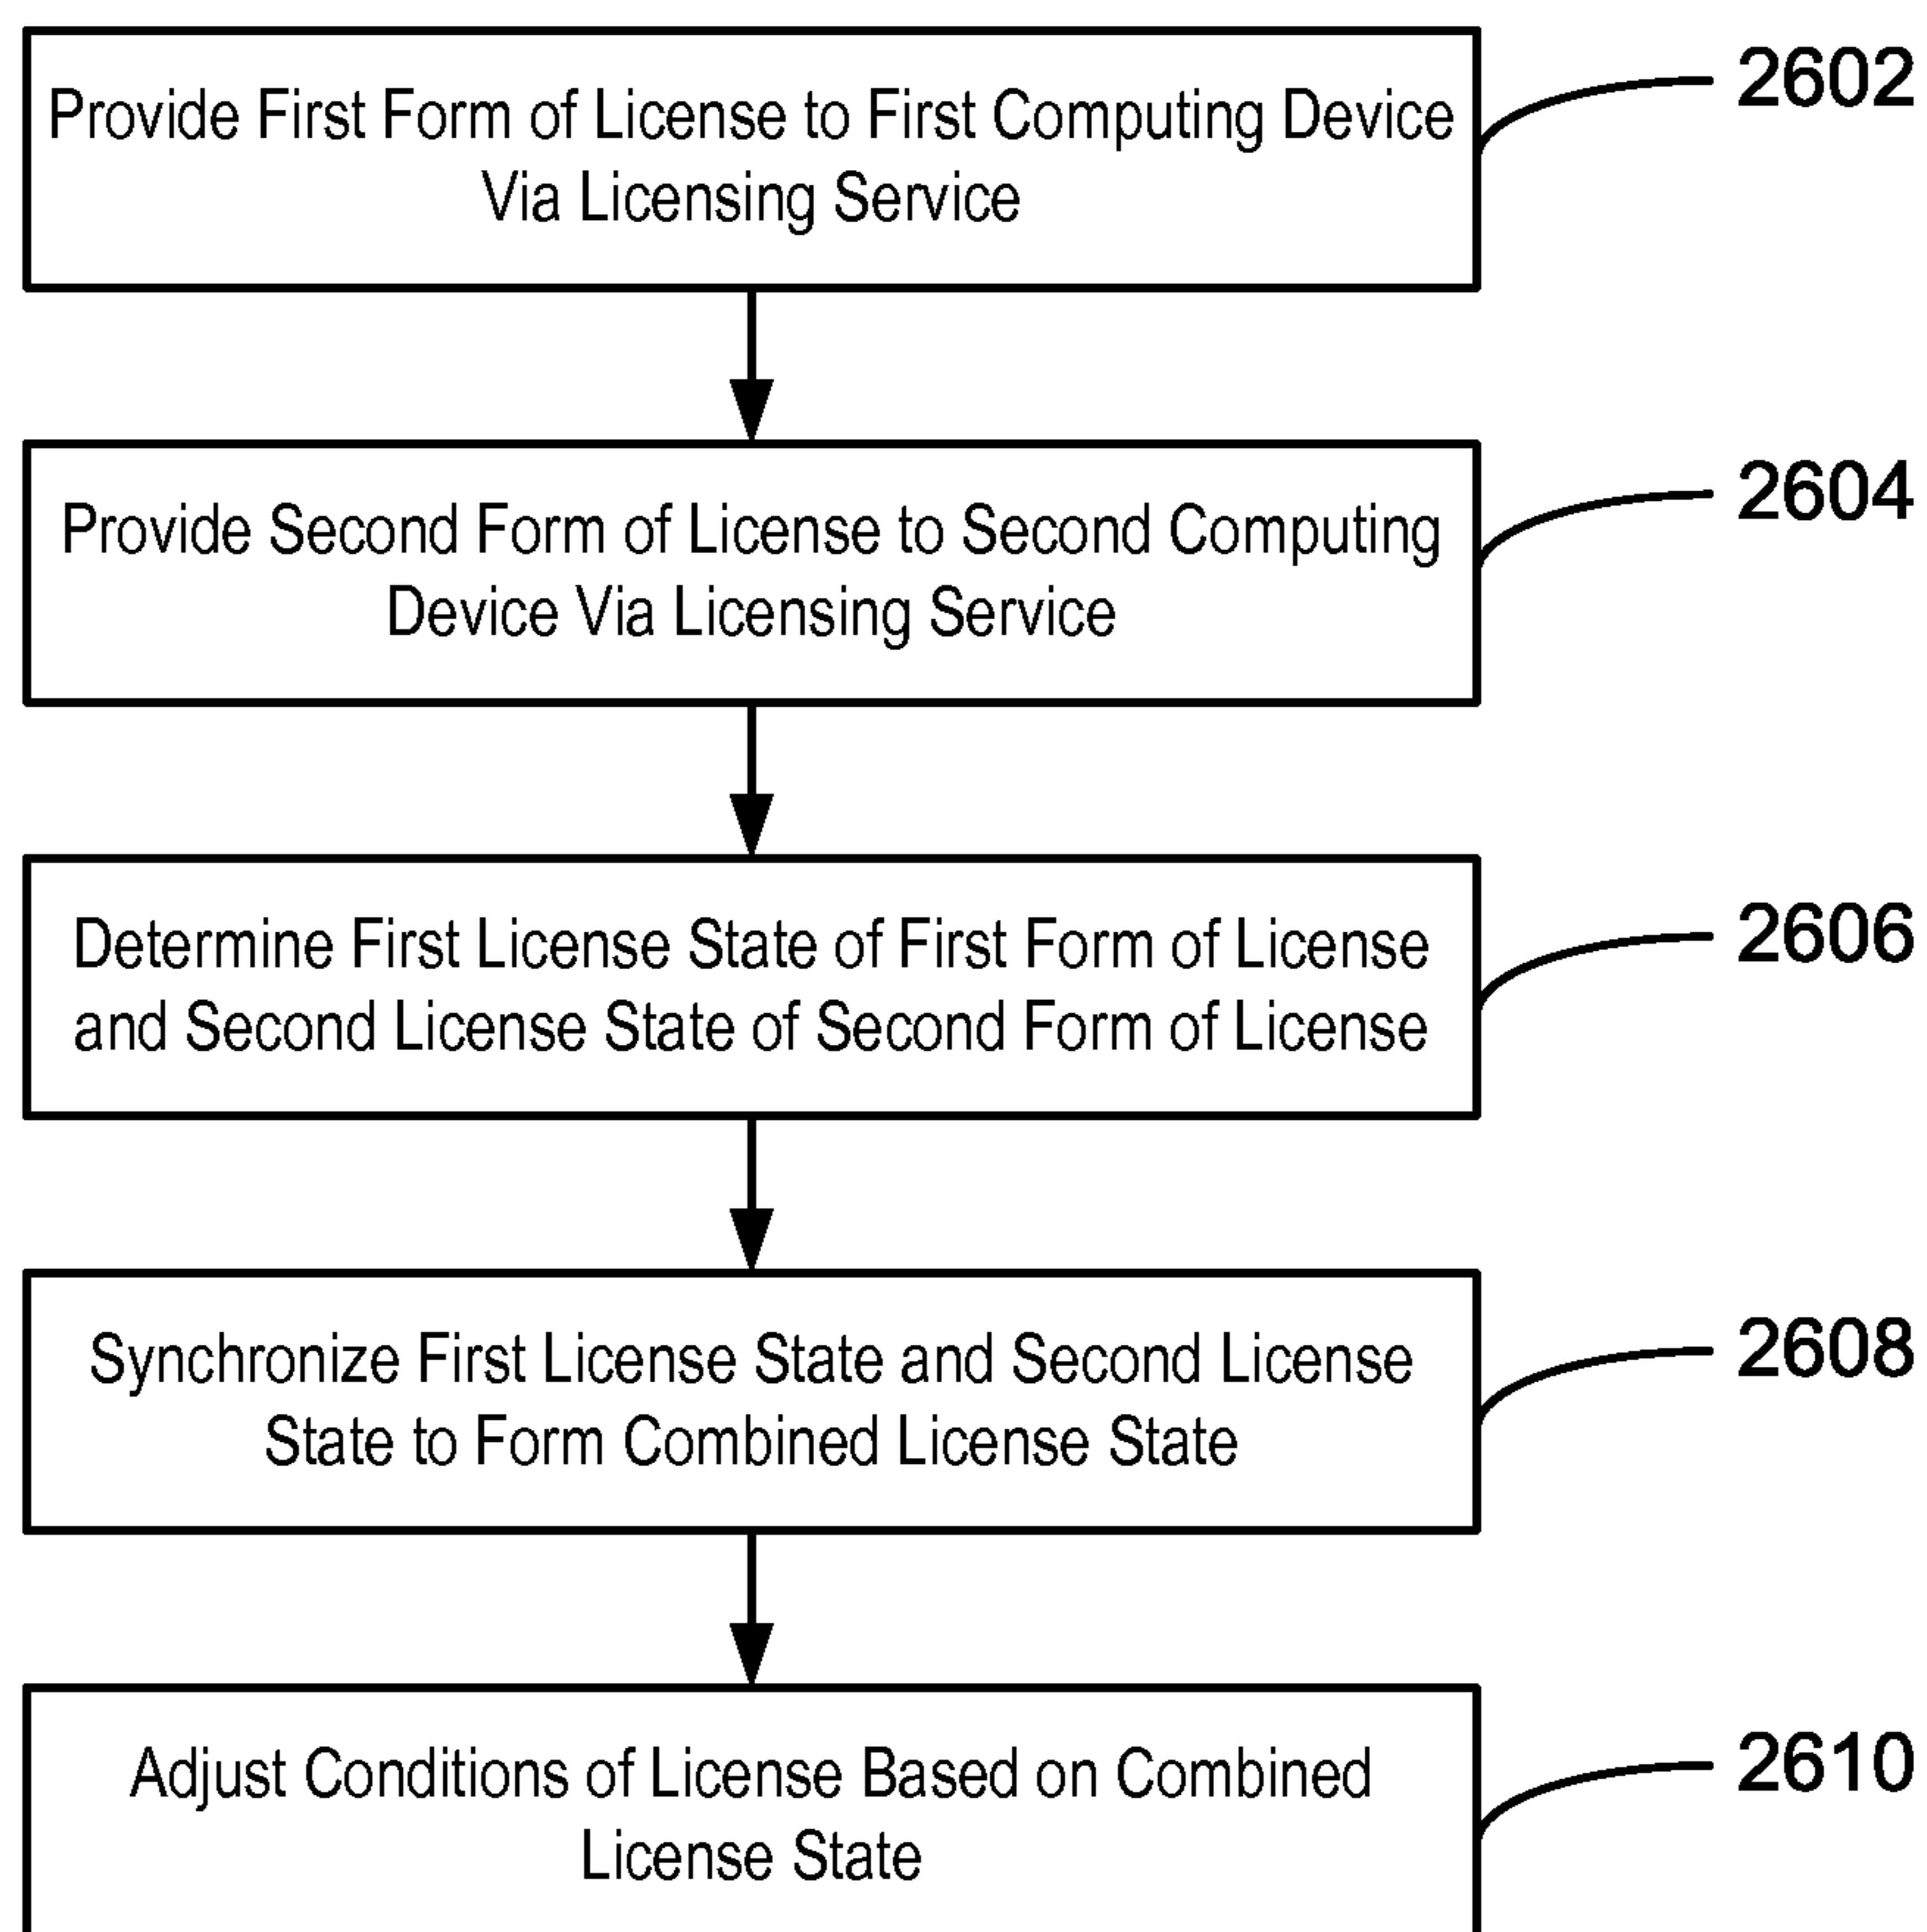 Provide First Form of License to First Computing Device
Via Licensing Service
2602
Provide Second Form of License to Second Computing
Device Via Licensing Service
2604
Determine First License State of First Form of License
and Second License State of Second Form of License
2606
Synchronize First License State and Second License
State to Form Combined License State
2608
Adjust Conditions of License Based on Combined
License State
2610